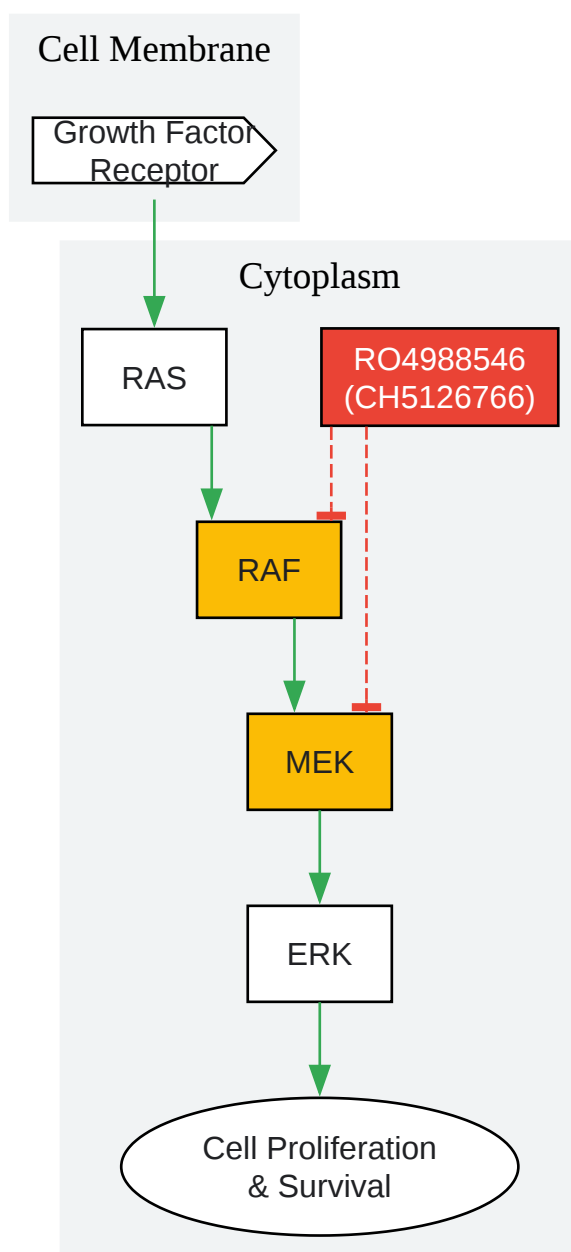 Cell Membrane
Growth Factor
Receptor
Cytoplasm
RAS
RO4988546
(CH5126766)
RAF
MEK
ERK
Cell Proliferation
& Survival